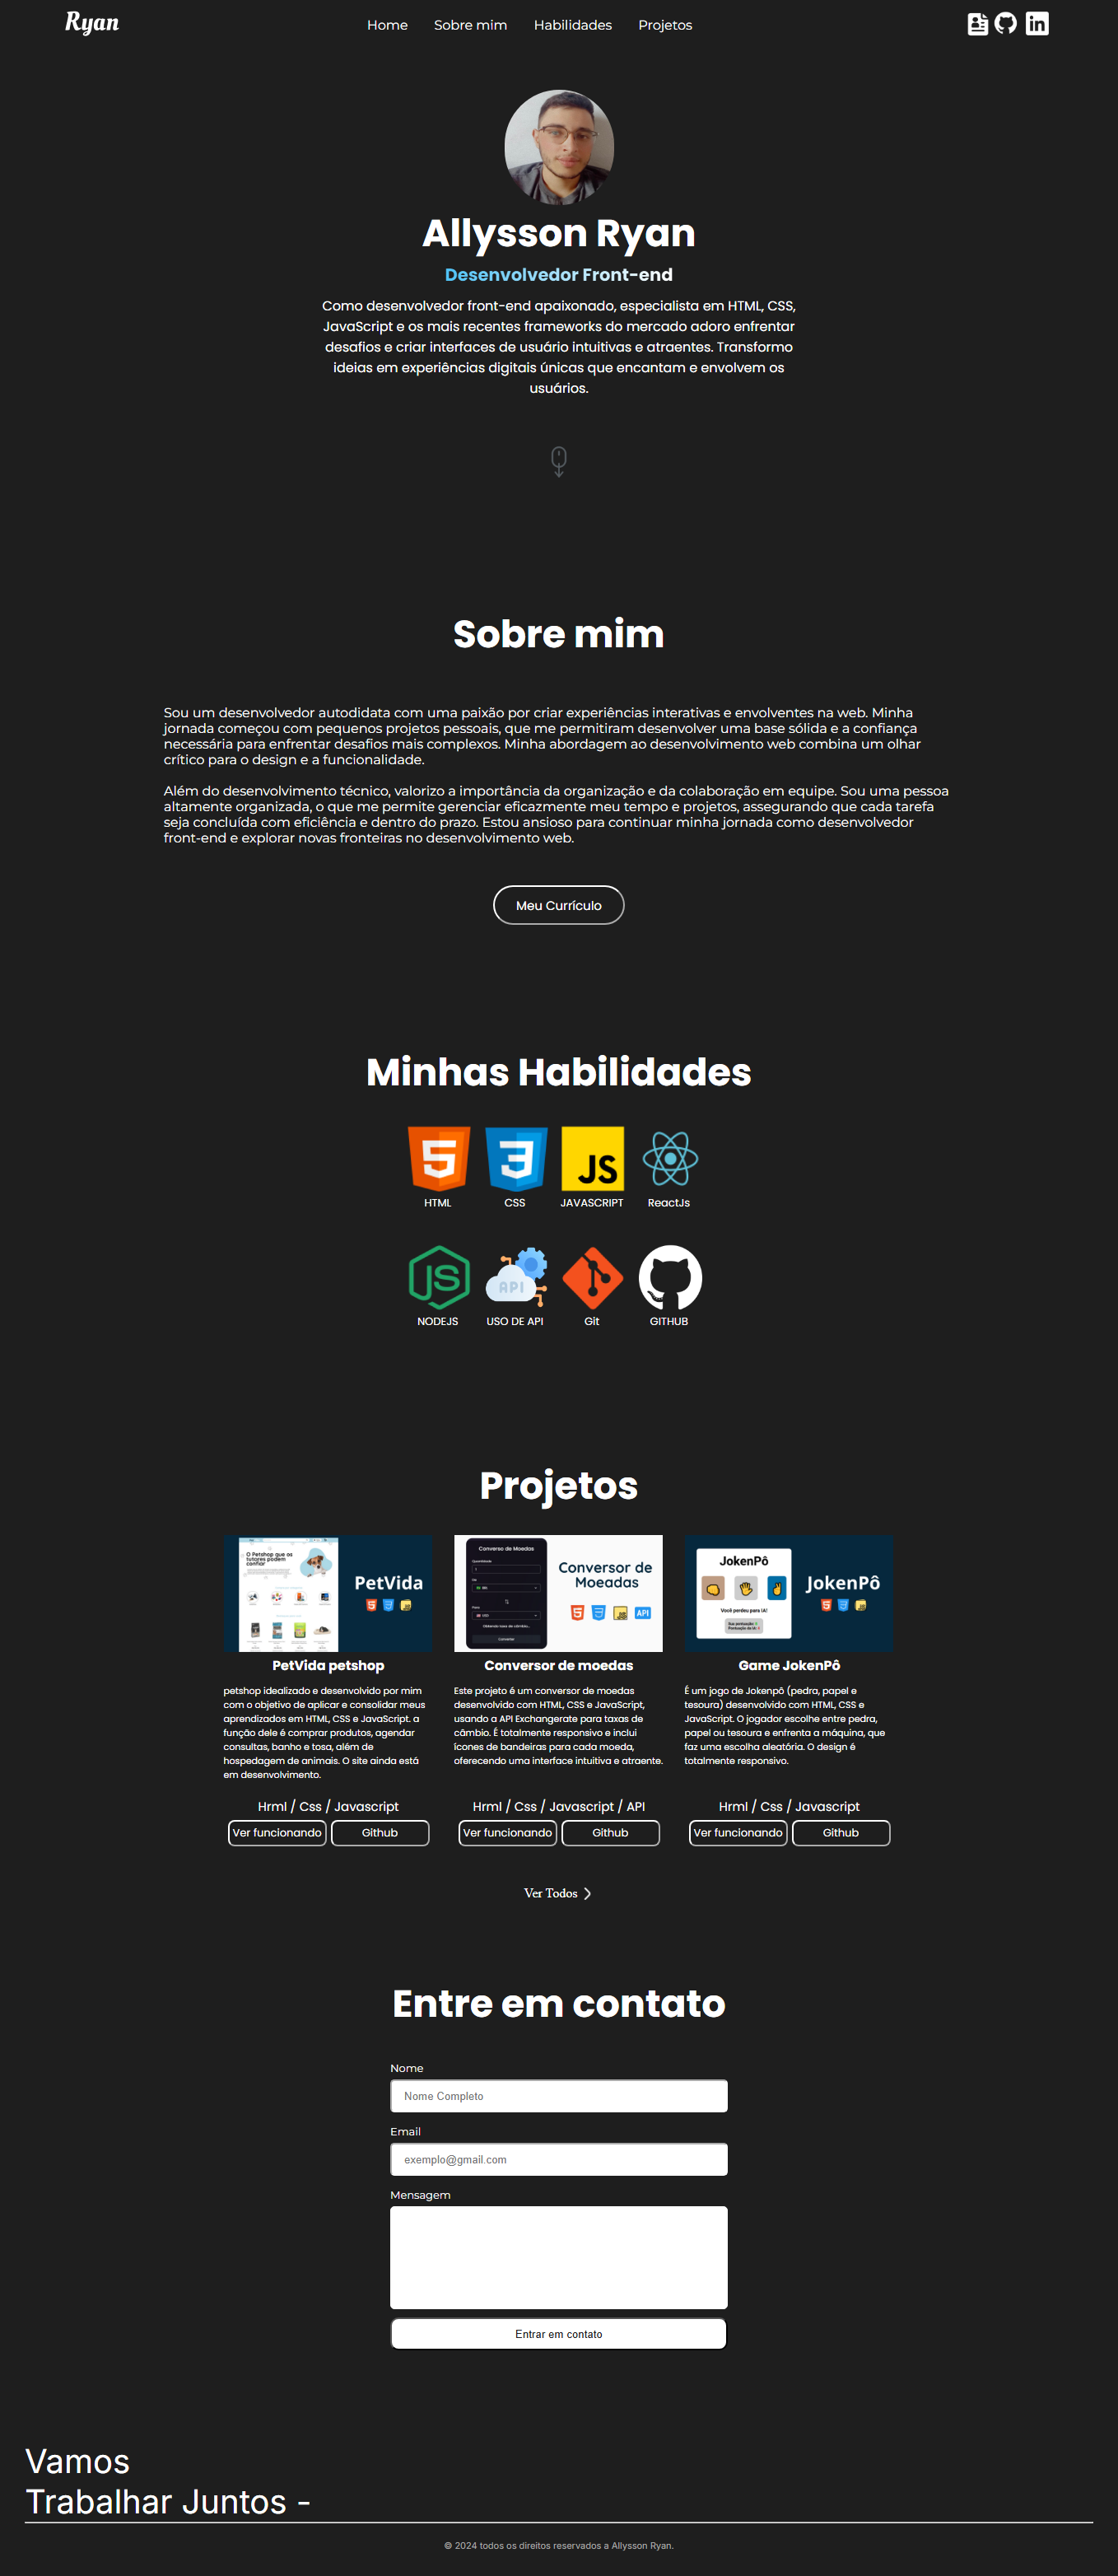 Ryan
Home Sobre mim Habilidades Projetos
Allysson Ryan
Desenvolvedor Front-end
Como desenvolvedor front-end apaixonado, especialista em HTML, CSS,
JavaScript e os mais recentes frameworks do mercado adoro enfrentar
desafios e criar interfaces de usuário intuitivas e atraentes. Transformo
ideias em experiências digitais únicas que encantam e envolvem os
usuários.
Sobre mim
Sou um desenvolvedor autodidata com uma paixão por criar experiências interativas e envolventes na web. Minha
jornada começou com pequenos projetos pessoais, que me permitiram desenvolver uma base sólida e a confiança
necessária para enfrentar desafios mais complexos. Minha abordagem ao desenvolvimento web combina um olhar
crítico para o design e a funcionalidade.
Além do desenvolvimento técnico, valorizo a importância da organização e da colaboração em equipe. Sou uma pessoa
altamente organizada, o que me permite gerenciar eficazmente meu tempo e projetos, assegurando que cada tarefa
seja concluída com eficiência e dentro do prazo. Estou ansioso para continuar minha jornada como desenvolvedor
front-end e explorar novas fronteiras no desenvolvimento web.
Meu Currículo
Minhas Habilidades
HTML CSS JAVASCRIPT ReactJs
NODEJS USO DE API Git GITHUB
Projetos
O Petshop que os
tutores podem
confiar
PetVida
Converso de Moedas
Conversor de
Moeadas
API
JokenPô
Você perdeu para IA!
JokenPô
PetVida petshop
petshop idealizado e desenvolvido por mim
com o objetivo de aplicar e consolidar meus
aprendizados em HTML, CSS e JavaScript. a
função dele é comprar produtos, agendar
consultas, banho e tosa, além de
hospedagem de animais. O site ainda está
em desenvolvimento.
Hrml / Css / Javascript
Ver funcionando Github
Conversor de moedas
Este projeto é um conversor de moedas
desenvolvido com HTML, CSS e JavaScript,
usando a API Exchangerate para taxas de
câmbio. É totalmente responsivo e inclui
ícones de bandeiras para cada moeda,
oferecendo uma interface intuitiva e atraente.
Hrml / Css / Javascript / API
Ver funcionando Github
Game JokenPô
É um jogo de Jokenpô (pedra, papel e
tesoura) desenvolvido com HTML, CSS e
JavaScript. O jogador escolhe entre pedra,
papel ou tesoura e enfrenta a máquina, que
faz uma escolha aleatória. O design é
totalmente responsivo.
Hrml / Css / Javascript
Ver funcionando Github
Ver Todos
Entre em contato
Nome
Nome Completo
Email
exemplo@gmail.com
Mensagem
Entrar em contato
Vamos
Trabalhar Juntos -
© 2024 todos os direitos reservados a Allysson Ryan.